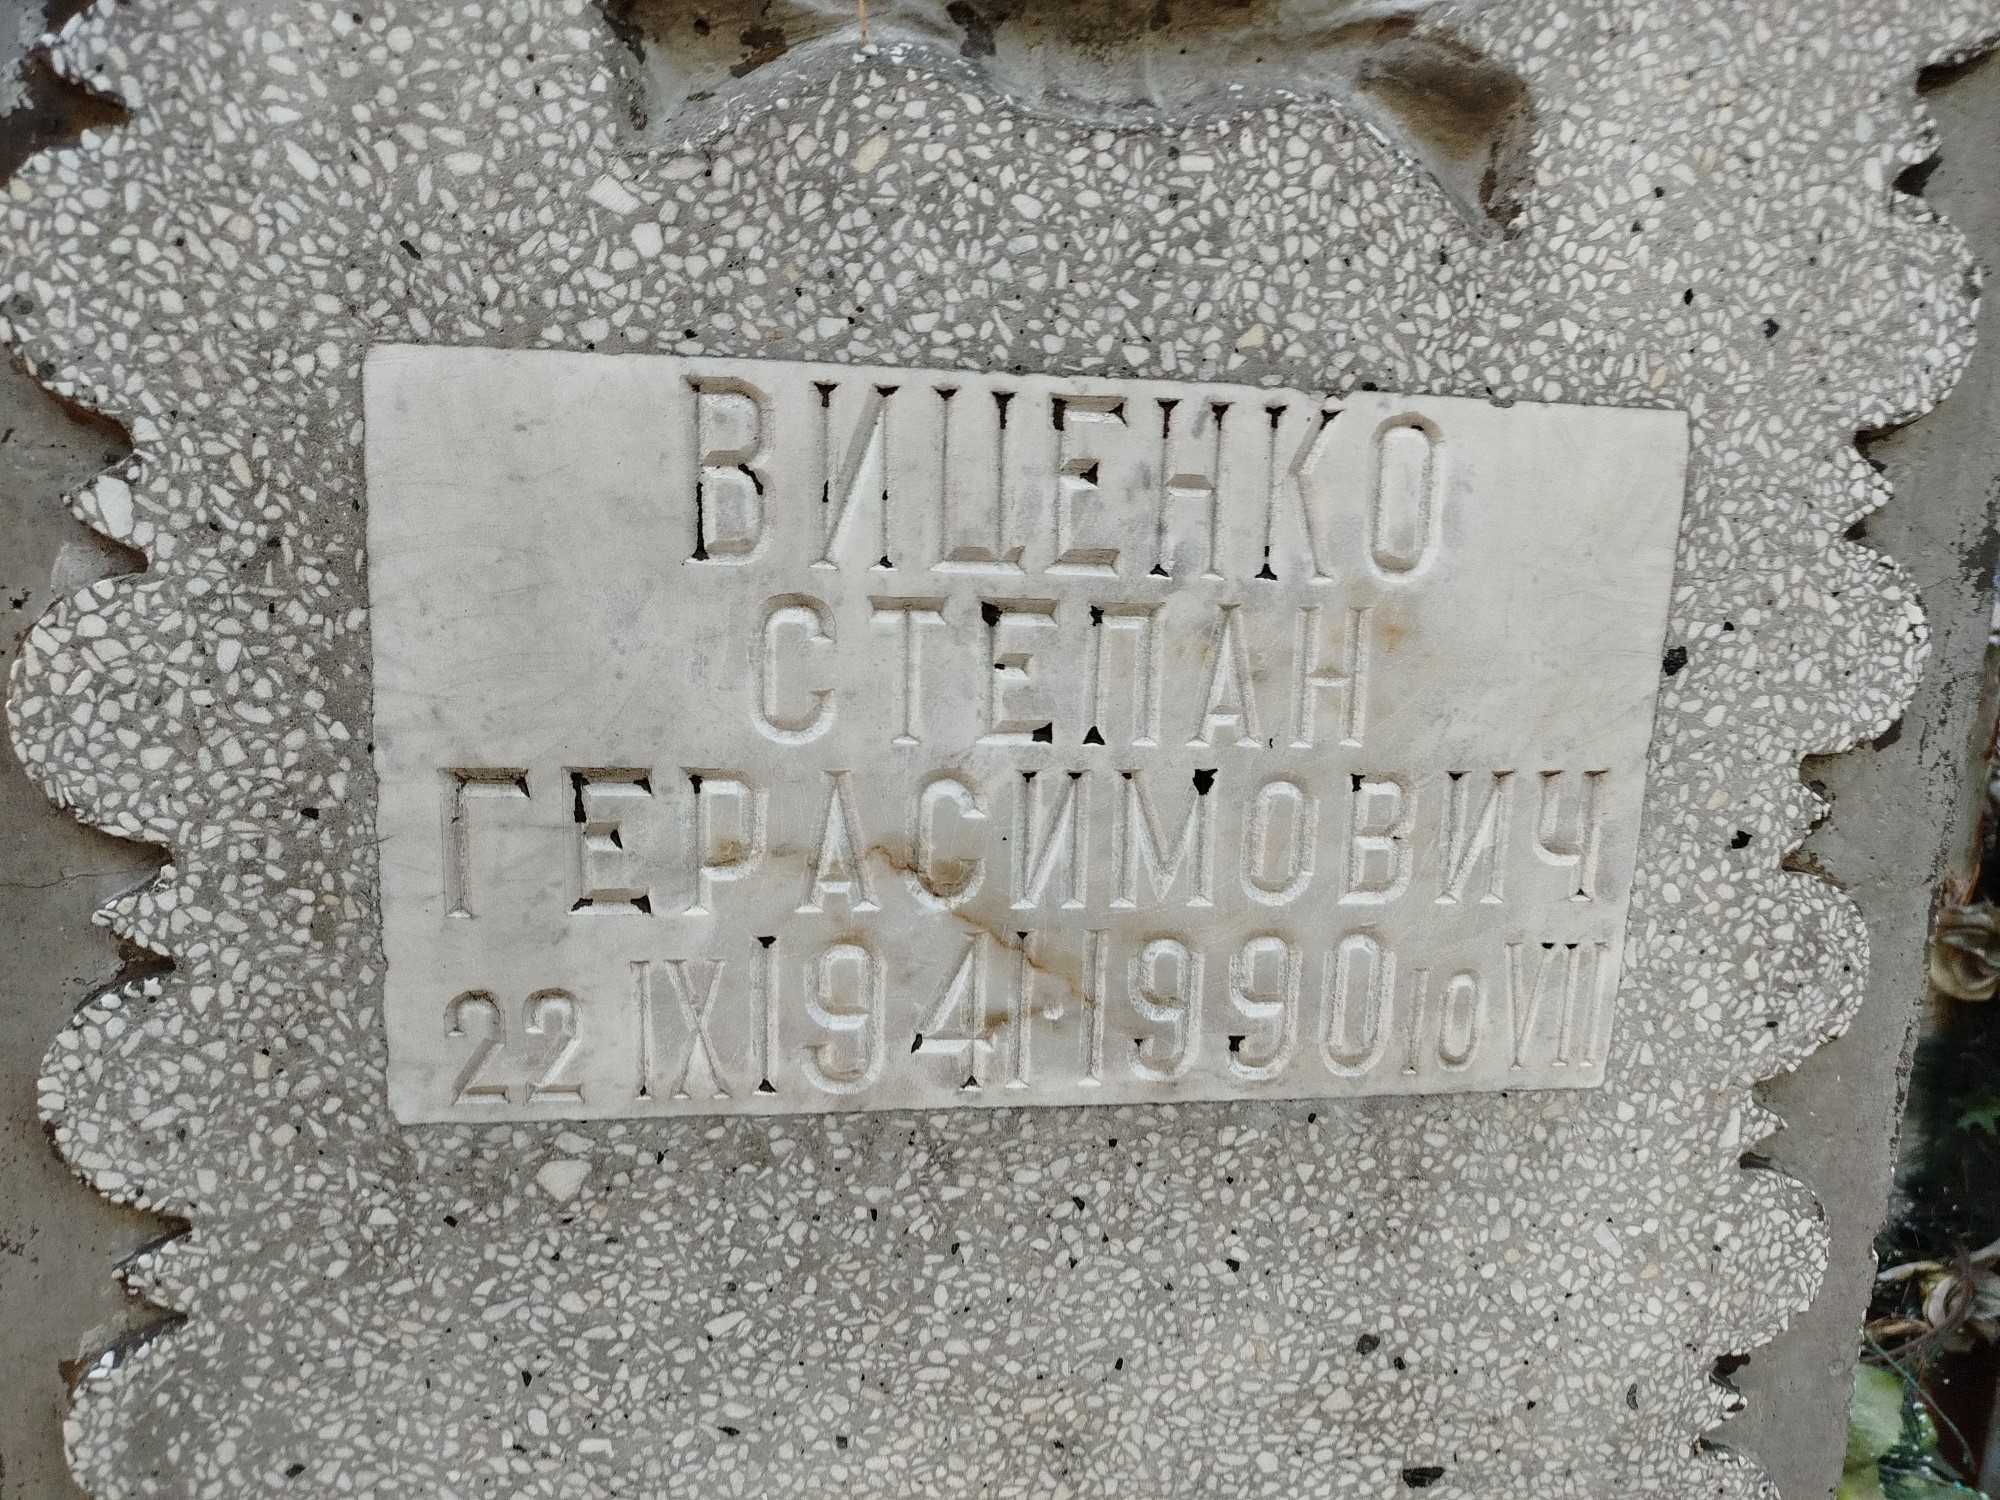 ВИЦЕНКО
СТЕПАН
ГЕРАСИМОВИЧ
22 IX 1941·1990 10 VII